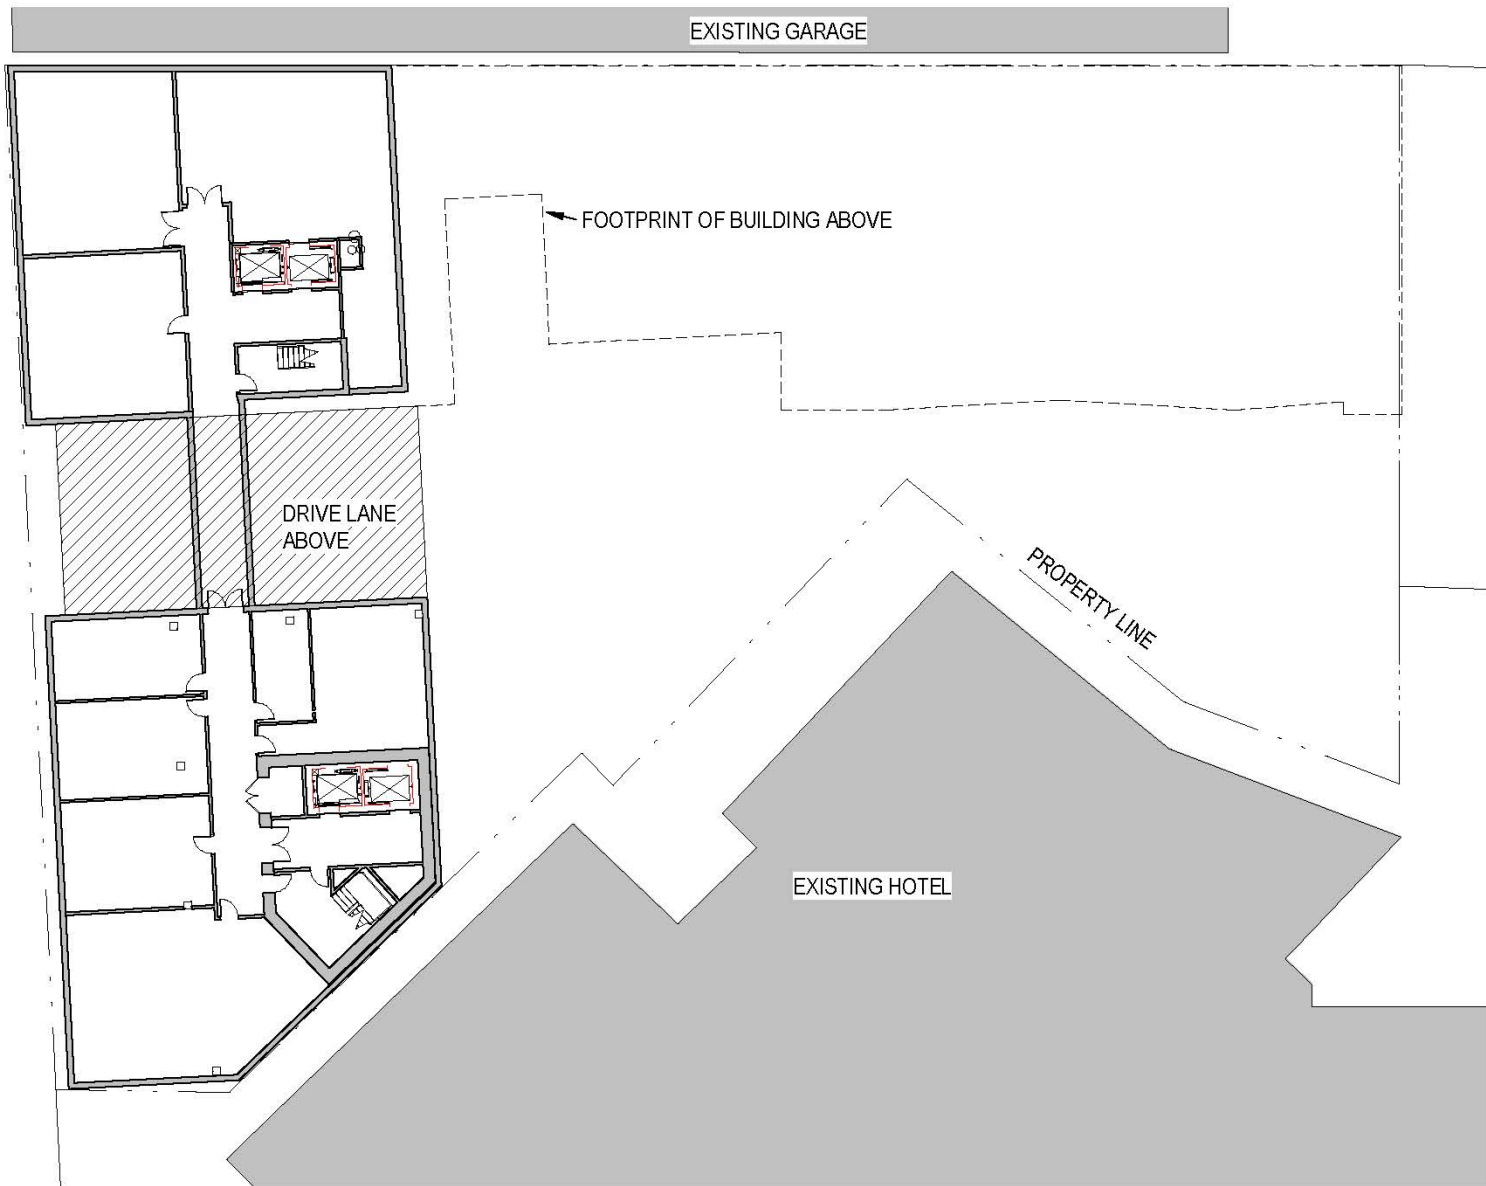 EXISTING GARAGE
FOOTPRINT OF BUILDING ABOVE
DRIVE LANE
ABOVE
PROPERTY LINE
EXISTING HOTEL